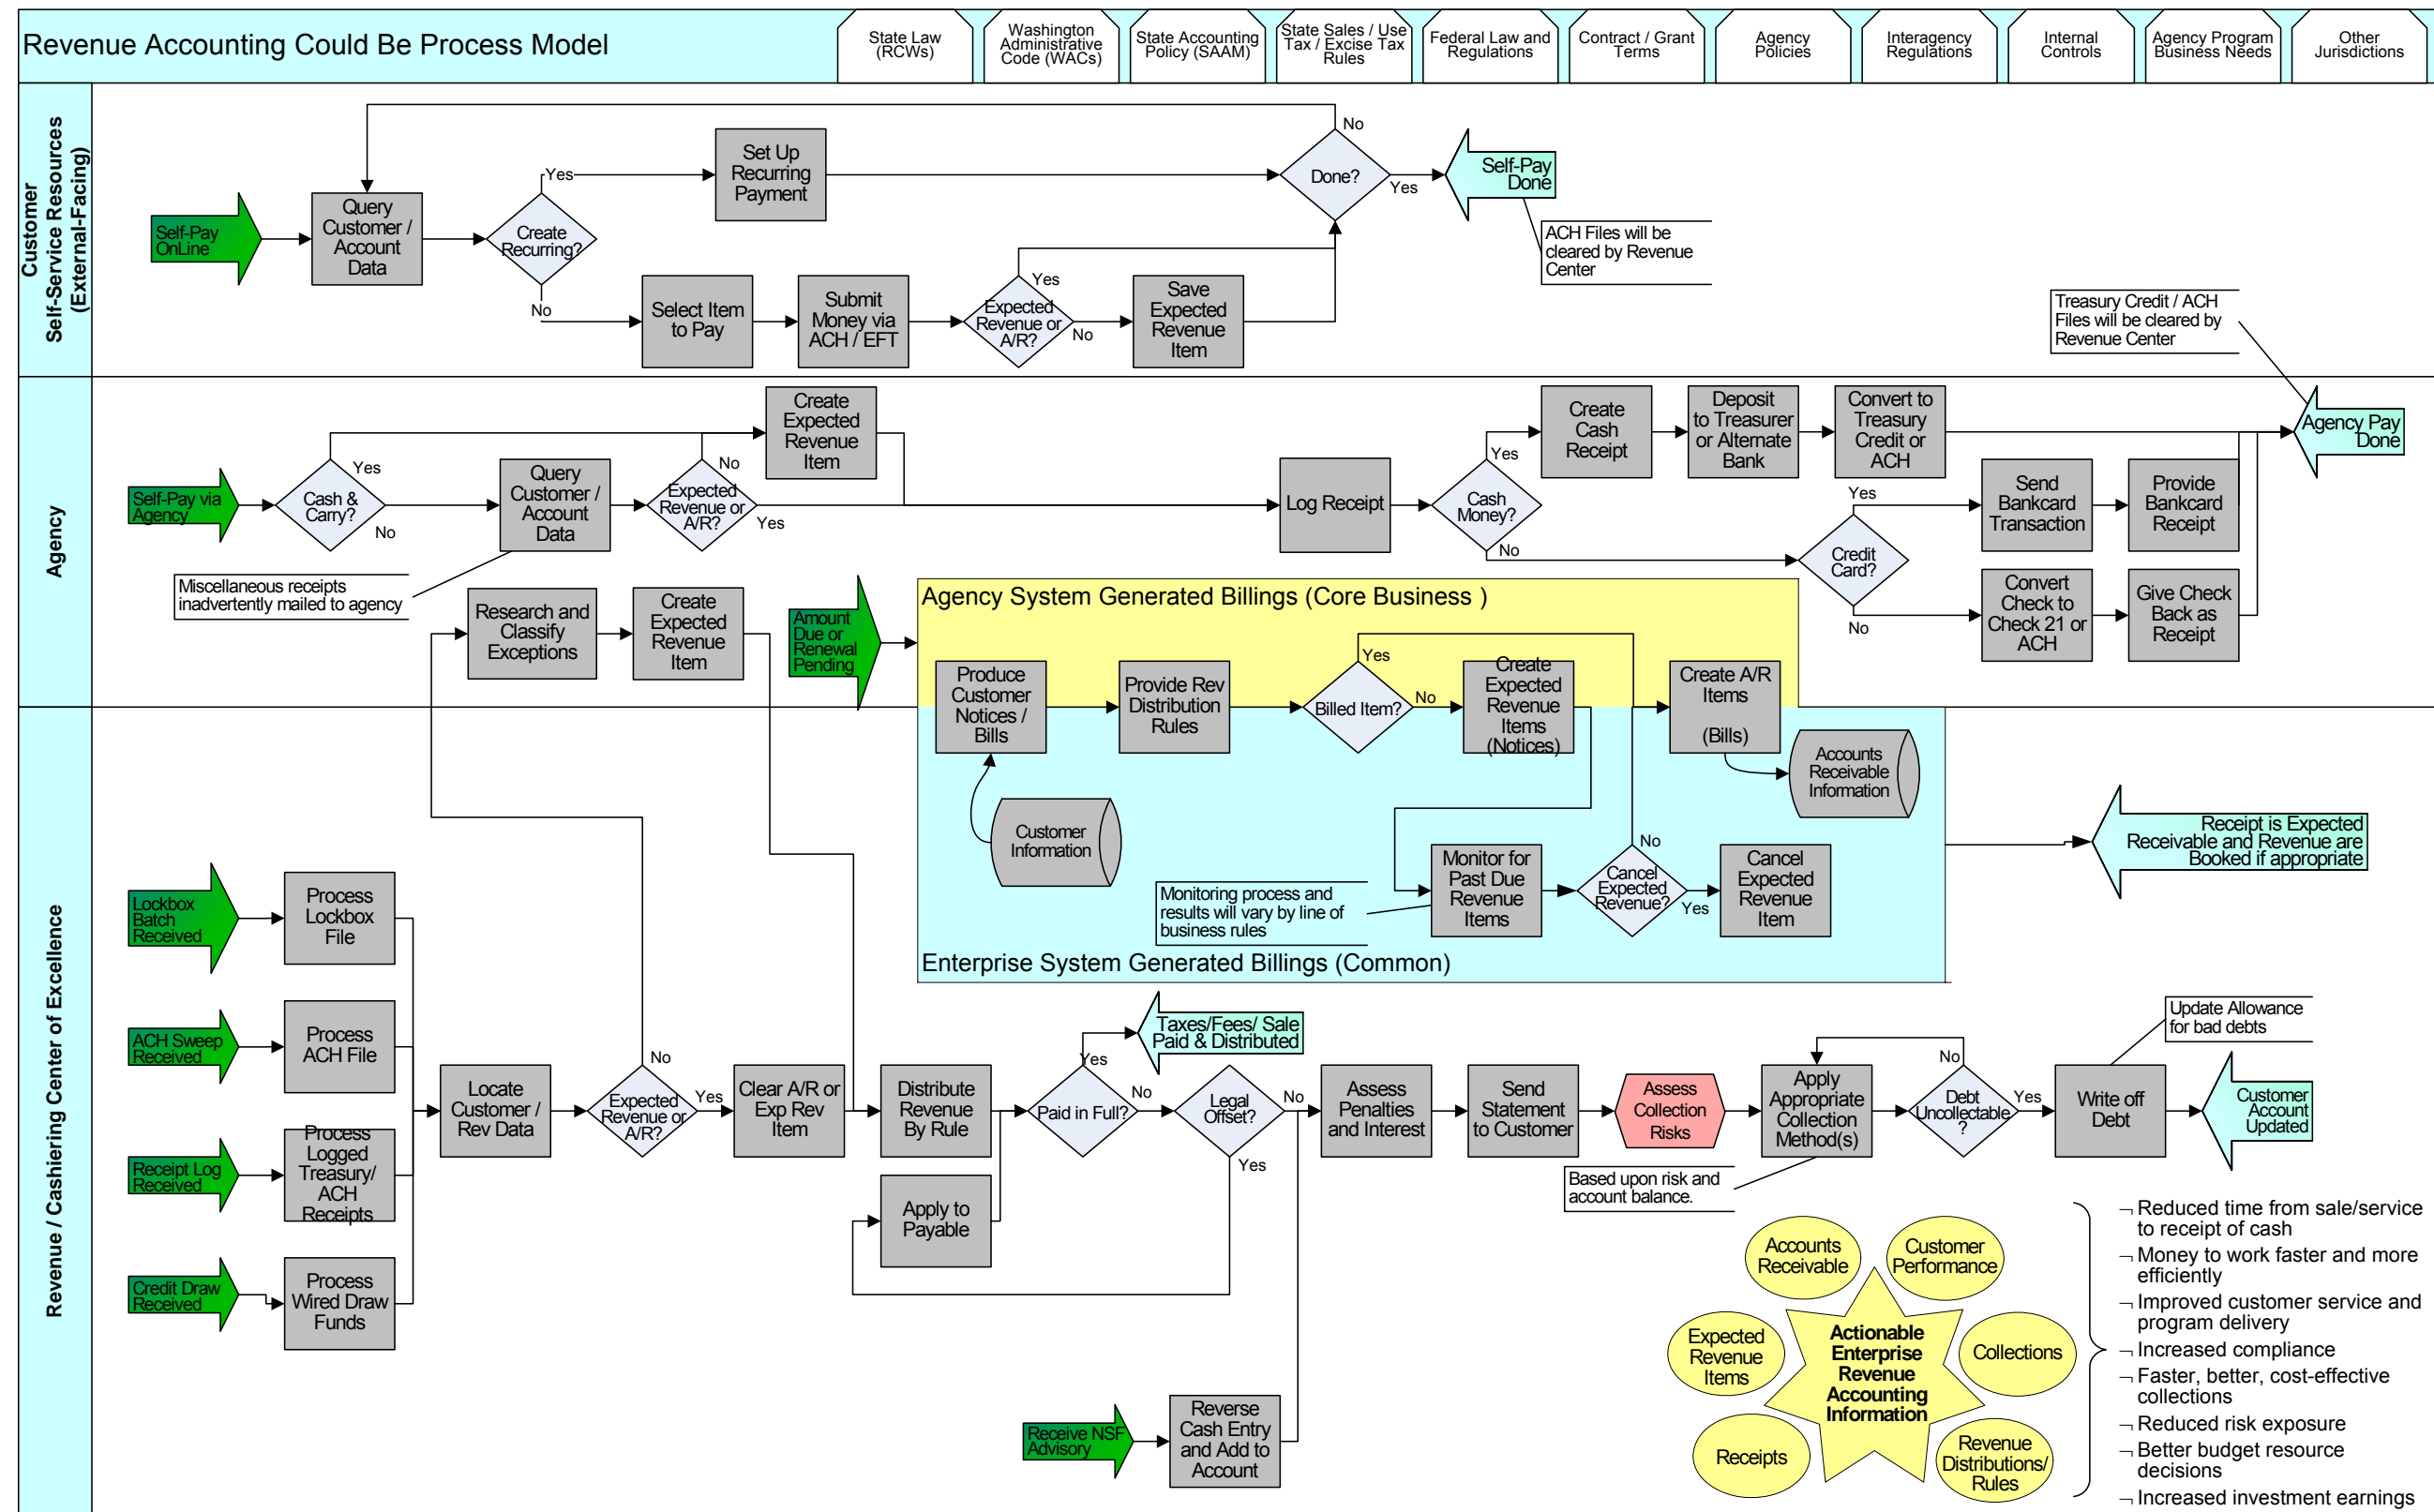 Revenue Accounting Could Be Process Model
State Law
(RCWs)
Washington
Administrative
Code (WACs)
State Accounting
Policy (SAAM)
State Sales / Use
Tax / Excise Tax
Rules
Federal Law and
Regulations
Contract / Grant
Terms
Agency
Policies
Interagency
Regulations
Internal
Controls
Agency Program
Business Needs
Other
Jurisdictions
Customer
Self-Service Resources
(External-Facing)
Self-Pay
OnLine
Query
Customer /
Account
Data
Create
Recurring?
Yes
No
Set Up
Recurring
Payment
Select Item
to Pay
Submit
Money via
ACH / EFT
Expected
Revenue or
A/R?
Yes
No
Save
Expected
Revenue
Item
Done?
No
Yes
Self-Pay
Done
ACH Files will be
cleared by Revenue
Center
Treasury Credit / ACH
Files will be cleared by
Revenue Center
Agency
Self-Pay via
Agency
Cash &
Carry?
Yes
No
Query
Customer /
Account
Data
Miscellaneous receipts
inadvertently mailed to agency
Expected
Revenue or
A/R?
No
Yes
Create
Expected
Revenue
Item
Log Receipt
Cash
Money?
Yes
No
Create
Cash
Receipt
Deposit
to Treasurer
or Alternate
Bank
Convert to
Treasury
Credit or
ACH
Agency Pay
Done
Credit
Card?
Yes
No
Send
Bankcard
Transaction
Provide
Bankcard
Receipt
Convert
Check to
Check 21 or
ACH
Give Check
Back as
Receipt
Research and
Classify
Exceptions
Create
Expected
Revenue
Item
Amount
Due or
Renewal
Pending
Agency System Generated Billings (Core Business )
Produce
Customer
Notices /
Bills
Provide Rev
Distribution
Rules
Billed Item?
Yes
No
Create
Expected
Revenue
Items
(Notices)
Create A/R
Items
(Bills)
Accounts
Receivable
Information
Customer
Information
Monitor for
Past Due
Revenue
Items
Monitoring process and
results will vary by line of
business rules
Cancel
Expected
Revenue?
No
Yes
Cancel
Expected
Revenue
Item
Enterprise System Generated Billings (Common)
Receipt is Expected
Receivable and Revenue are
Booked if appropriate
Revenue / Cashiering Center of Excellence
Lockbox
Batch
Received
Process
Lockbox
File
ACH Sweep
Received
Process
ACH File
Receipt Log
Received
Process
Logged
Treasury/
ACH
Receipts
Credit Draw
Received
Process
Wired Draw
Funds
Locate
Customer /
Rev Data
Expected
Revenue or
A/R?
No
Yes
Clear A/R or
Exp Rev
Item
Distribute
Revenue
By Rule
Apply to
Payable
Paid in Full?
Yes
No
Taxes/Fees/ Sale
Paid & Distributed
Legal
Offset?
No
Yes
Assess
Penalties
and Interest
Send
Statement
to Customer
Assess
Collection
Risks
Apply
Appropriate
Collection
Method(s)
Based upon risk and
account balance.
Debt
Uncollectable
?
No
Yes
Write off
Debt
Update Allowance
for bad debts
Customer
Account
Updated
Receive NSF
Advisory
Reverse
Cash Entry
and Add to
Account
Accounts
Receivable
Customer
Performance
Expected
Revenue
Items
Actionable
Enterprise
Revenue
Accounting
Information
Collections
Receipts
Revenue
Distributions/
Rules
¬ Reduced time from sale/service
to receipt of cash
¬ Money to work faster and more
efficiently
¬ Improved customer service and
program delivery
¬ Increased compliance
¬ Faster, better, cost-effective
collections
¬ Reduced risk exposure
¬ Better budget resource
decisions
¬ Increased investment earnings